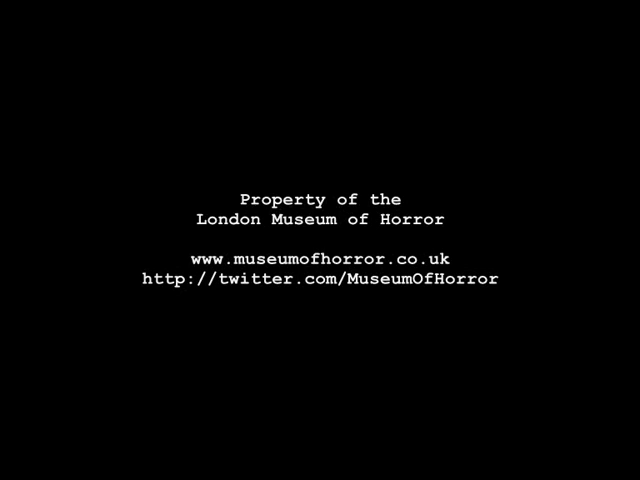 Property of the
London Museum of Horror
www.museumofhorror.co.uk
http://twitter.com/MuseumOfHorror